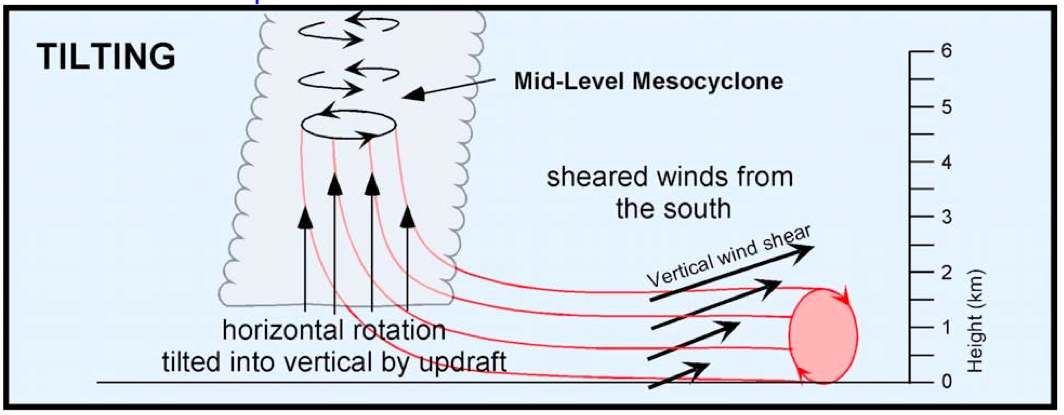 TILTING
Mid-Level Mesocyclone
sheared winds from
the south
Vertical wind shear
horizontal rotation
tilted into vertical by updraft
6
5
4
3
2
1
0
Height (km)